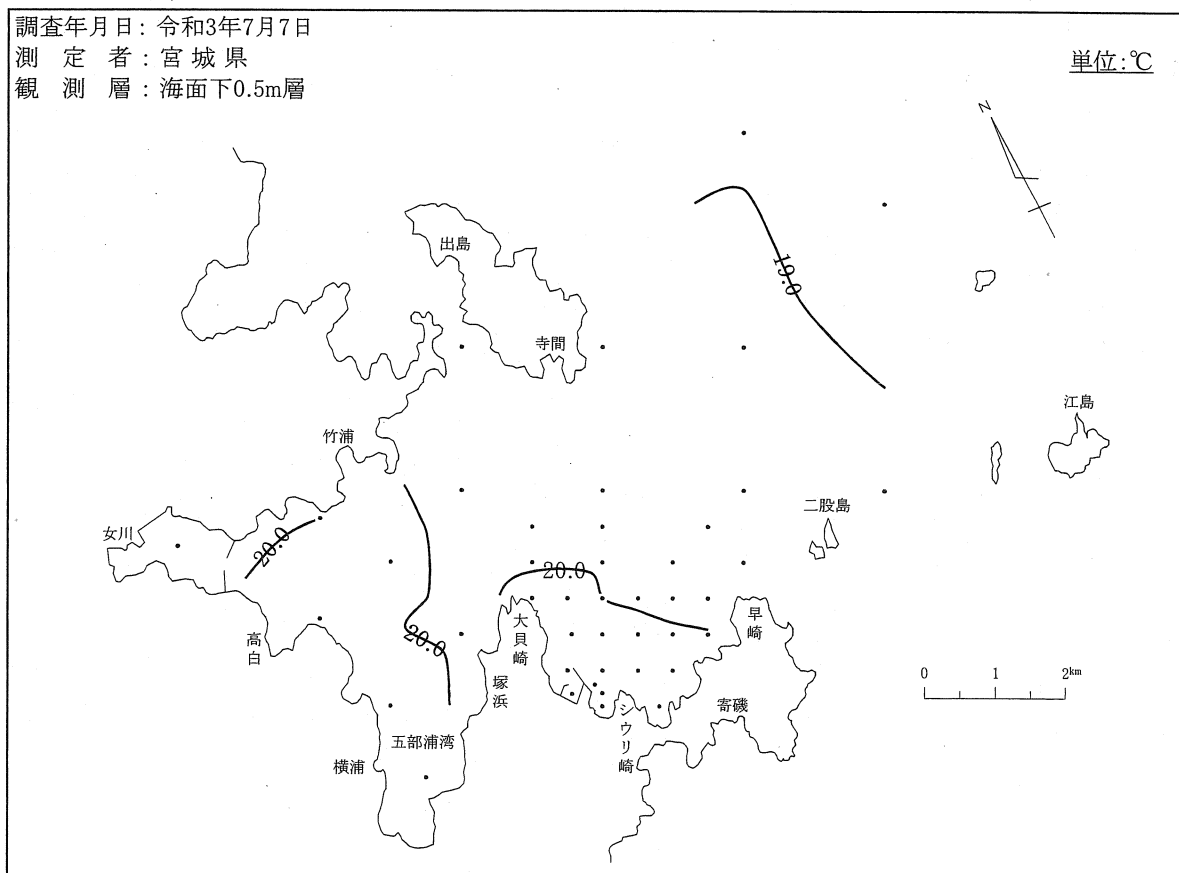 調査年月日：令和3年7月7日
測定者：宮城県
観測層：海面下0.5m層
単位：℃
N
出島
19.0
寺間
江島
竹浦
二股島
女川
20.0
20.0
大貝崎
早崎
高白
20.0
塚浜
0 1 2km
シウリ崎
寄磯
五部浦湾
横浦